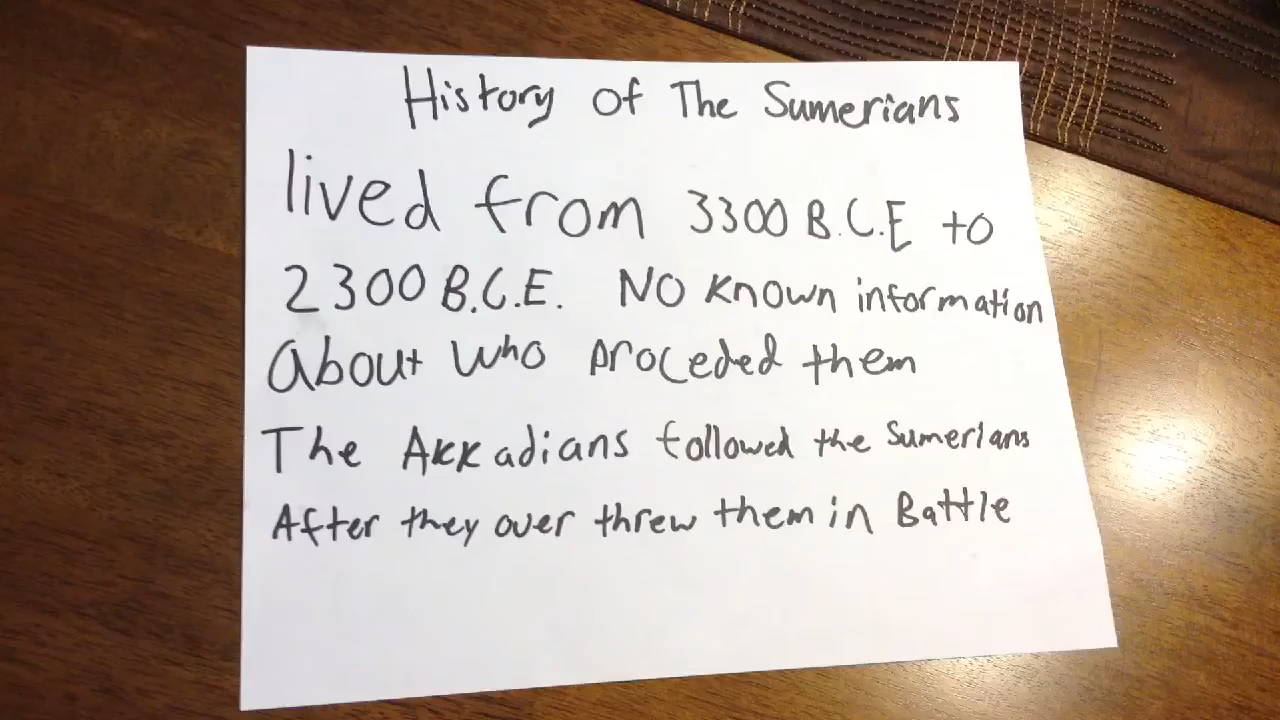 History of The Sumerians
lived from 3300 B.C.E to
2300 B.C.E. No known information
About who proceded them
The Akkadians followed the Sumerians
After they over threw them in Battle